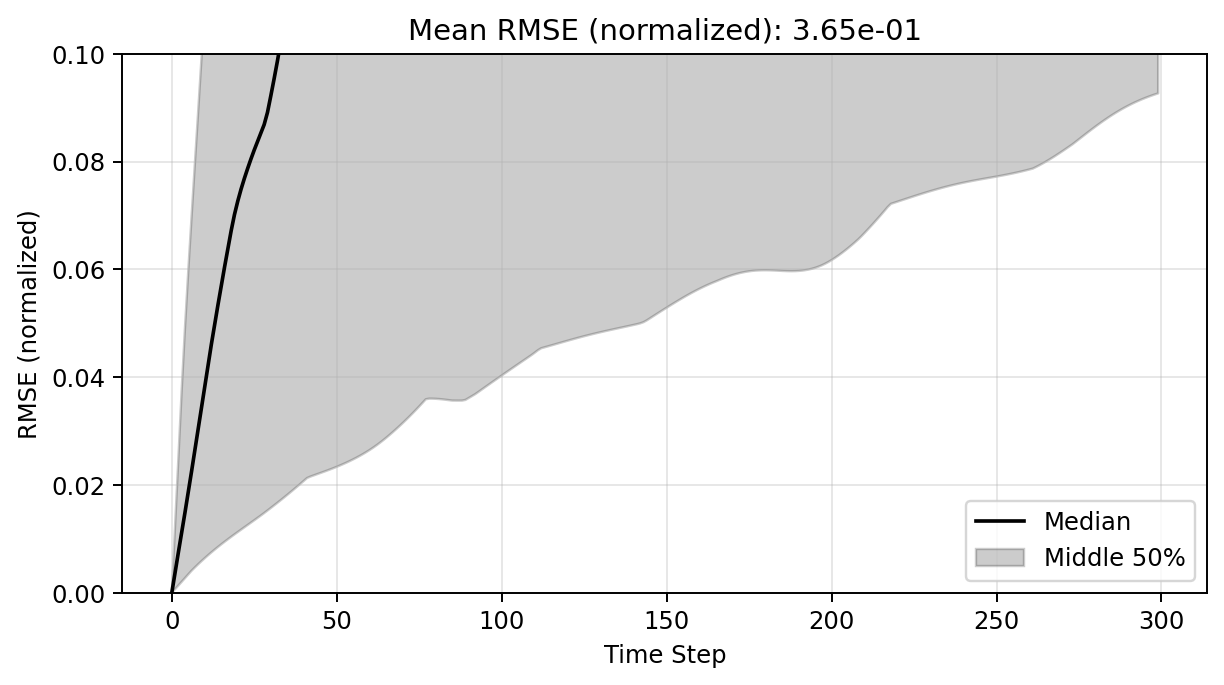 Mean RMSE (normalized): 3.65e-01
0.10
0.08
0.06
0.04
0.02
0.00
RMSE (normalized)
0 50 100 150 200 250 300
Time Step
Median
Middle 50%